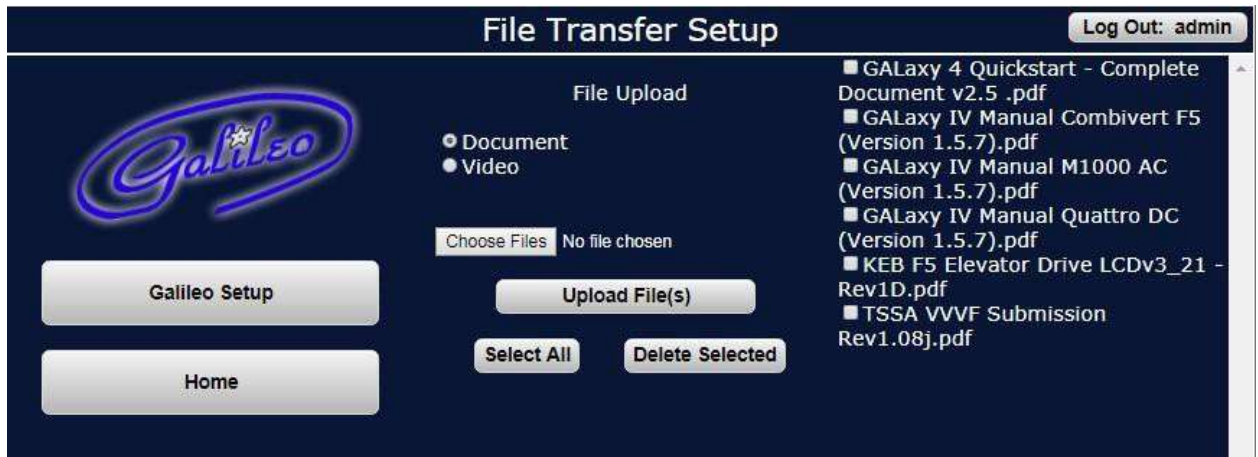 File Transfer Setup
Log Out: admin
Galileo
Galileo Setup
Home
File Upload
Document
Video
Choose Files No file chosen
Upload File(s)
Select All Delete Selected
GALaxy 4 Quickstart - Complete
Document v2.5 .pdf
GALaxy IV Manual Combivert F5
(Version 1.5.7).pdf
GALaxy IV Manual M1000 AC
(Version 1.5.7).pdf
GALaxy IV Manual Quattro DC
(Version 1.5.7).pdf
KEB F5 Elevator Drive LCDv3_21 -
Rev1D.pdf
TSSA VVVF Submission
Rev1.08j.pdf